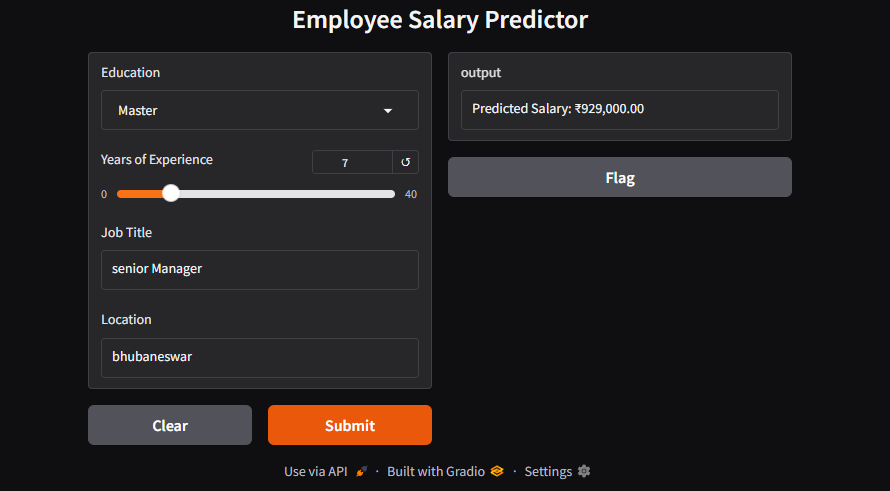 Employee Salary Predictor
Education
Master
Years of Experience
7
0
40
Job Title
senior Manager
Location
bhubaneswar
Clear
Submit
output
Predicted Salary: ₹929,000.00
Flag
Use via API · Built with Gradio · Settings